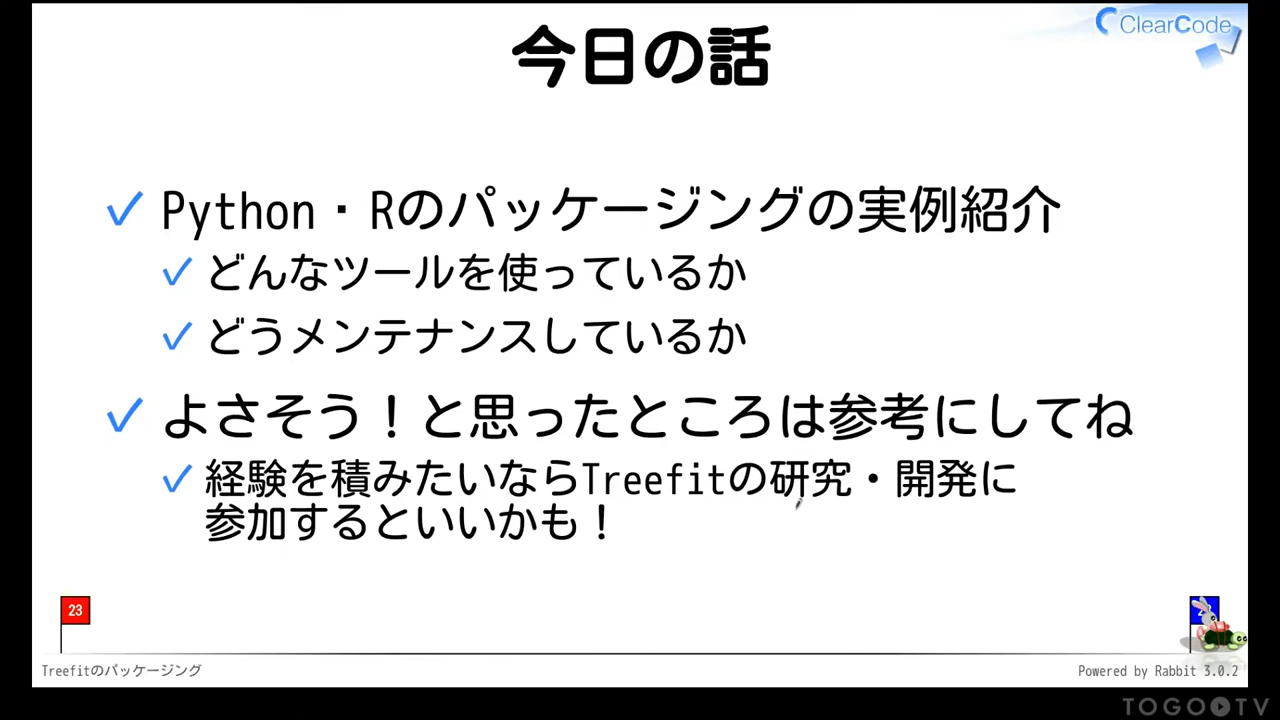 ClearCode
今日の話
✓ Python・Rのパッケージングの実例紹介
✓ どんなツールを使っているか
✓ どうメンテナンスしているか
✓ よさそう！と思ったところは参考にしてね
✓ 経験を積みたいならTreefitの研究・開発に
参加するといいかも！
23
Treefitのパッケージング
Powered by Rabbit 3.0.2
TOGOTV